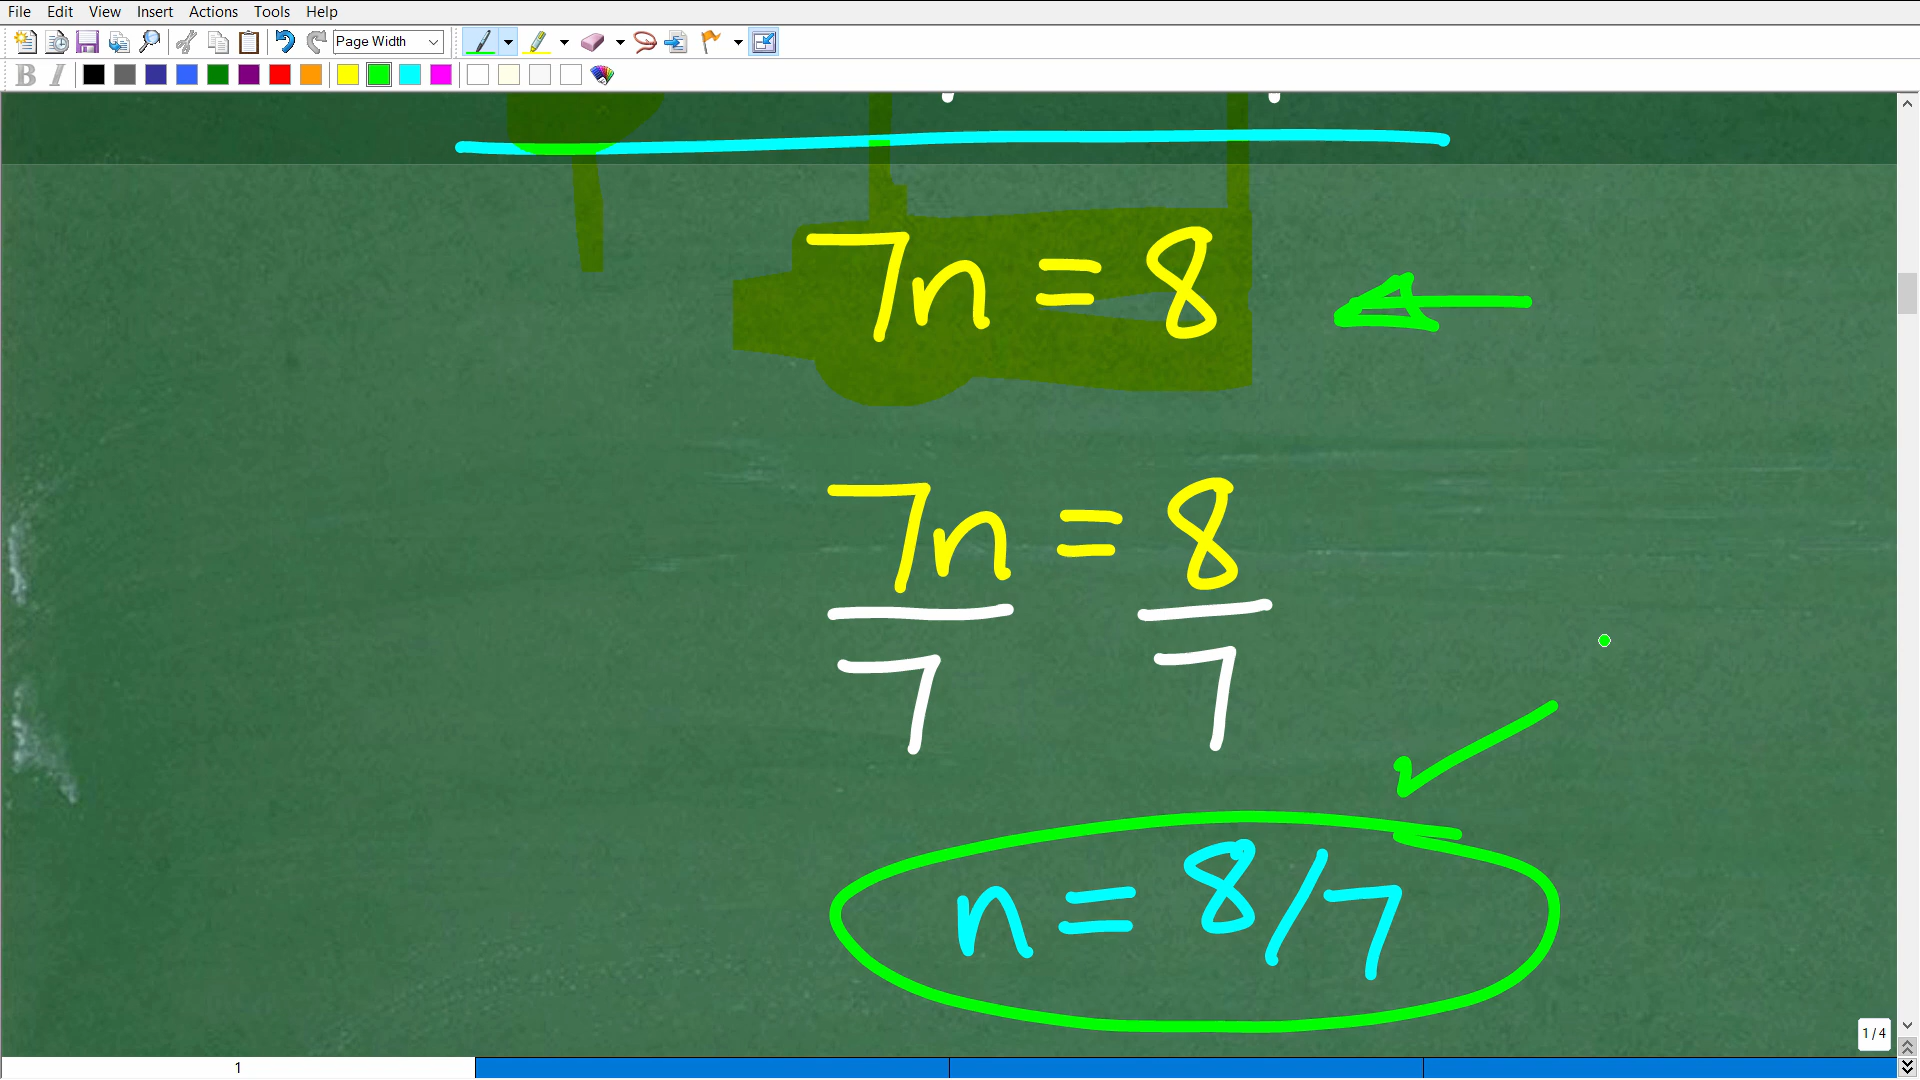 File Edit View Insert Actions Tools Help
Page Width
B I
7n = 8
7n = 8
7 7
n = 8/7
1 / 4
1